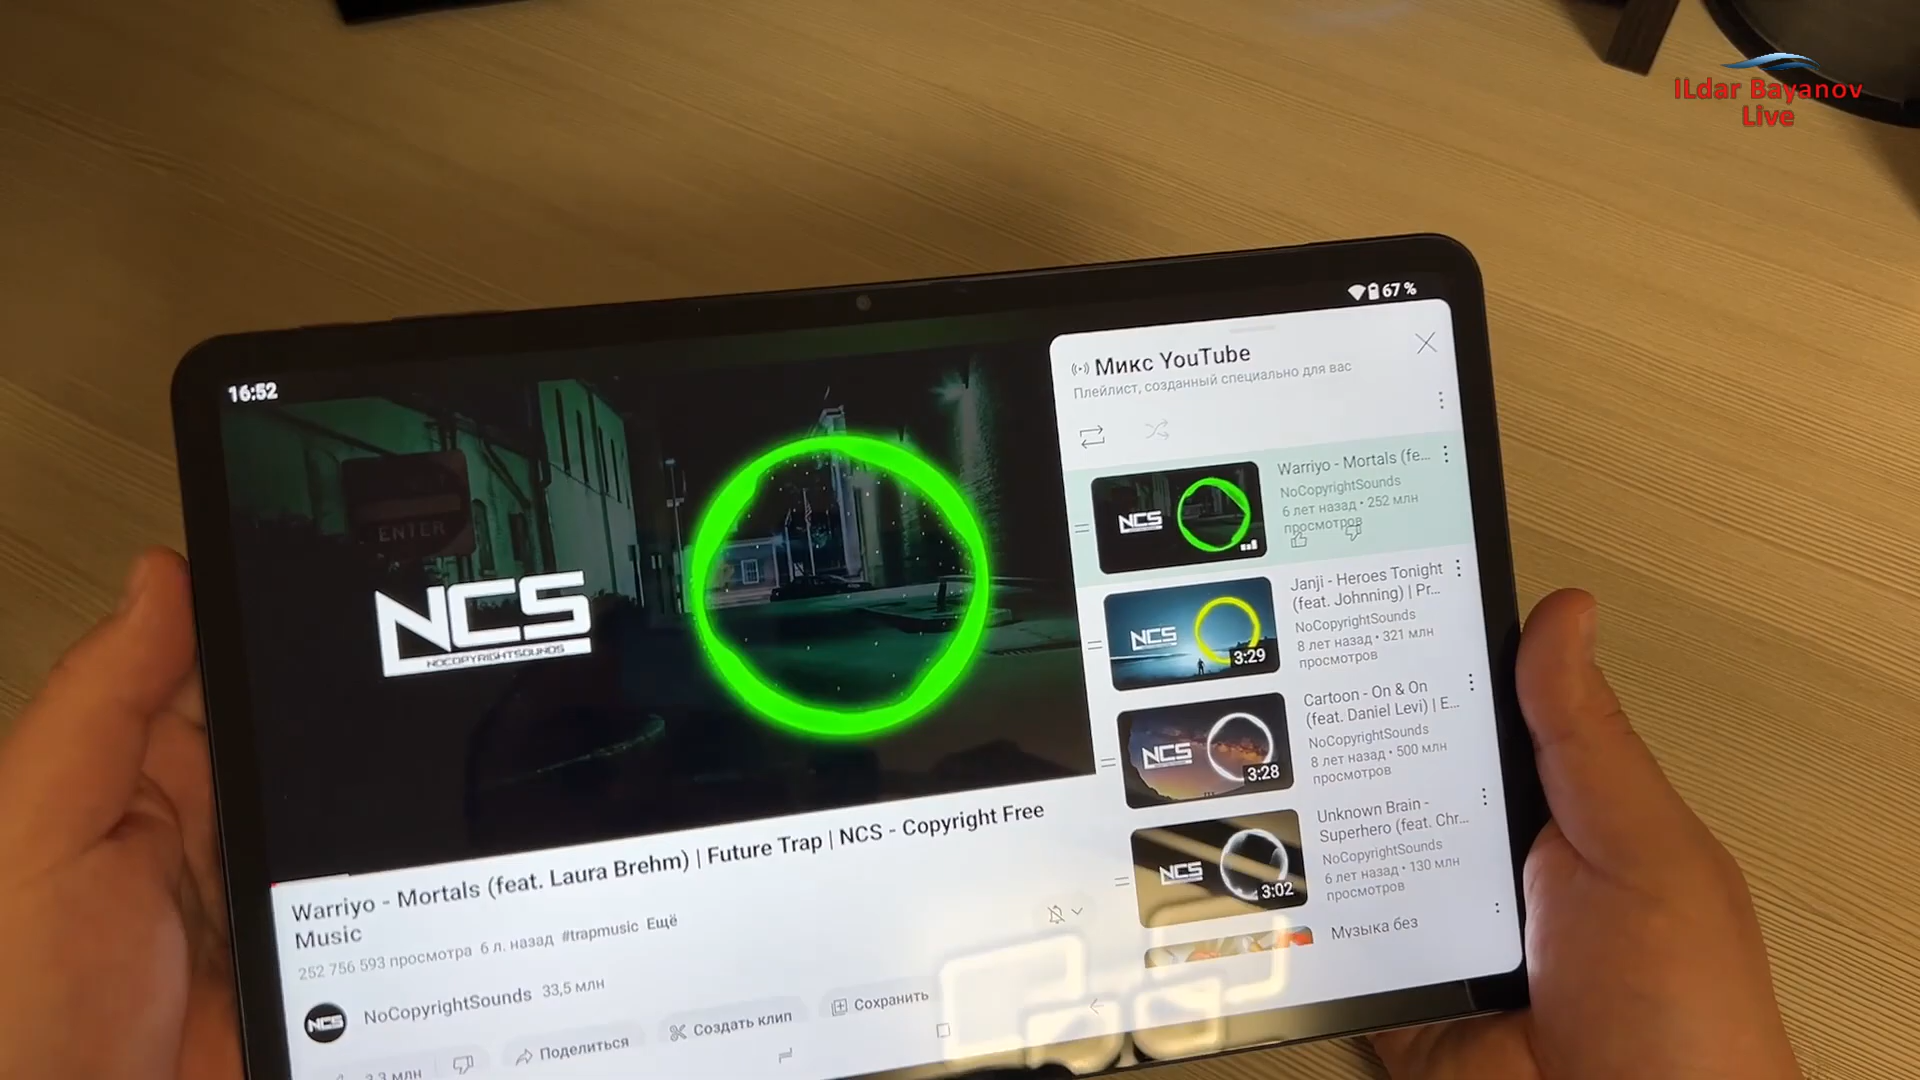 ILdar Bayanov
Live
16:52
67 %
ENTER
NCS
NOCOPYRIGHTSOUNDS
Warriyo - Mortals (feat. Laura Brehm) | Future Trap | NCS - Copyright Free
Music
252 756 593 просмотра 6 л. назад #trapmusic Ещё
NCS
NoCopyrightSounds 33,5 млн
3,3 млн
Поделиться
Создать клип
Сохранить
Микс YouTube
Плейлист, созданный специально для вас
NCS
Warriyo - Mortals (fe...
NoCopyrightSounds
6 лет назад • 252 млн
просмотров
NCS
3:29
Janji - Heroes Tonight
(feat. Johnning) | Pr...
NoCopyrightSounds
8 лет назад • 321 млн
просмотров
NCS
3:28
Cartoon - On & On
(feat. Daniel Levi) | E...
NoCopyrightSounds
8 лет назад • 500 млн
просмотров
NCS
3:02
Unknown Brain -
Superhero (feat. Chr...
NoCopyrightSounds
6 лет назад • 130 млн
просмотров
Музыка без